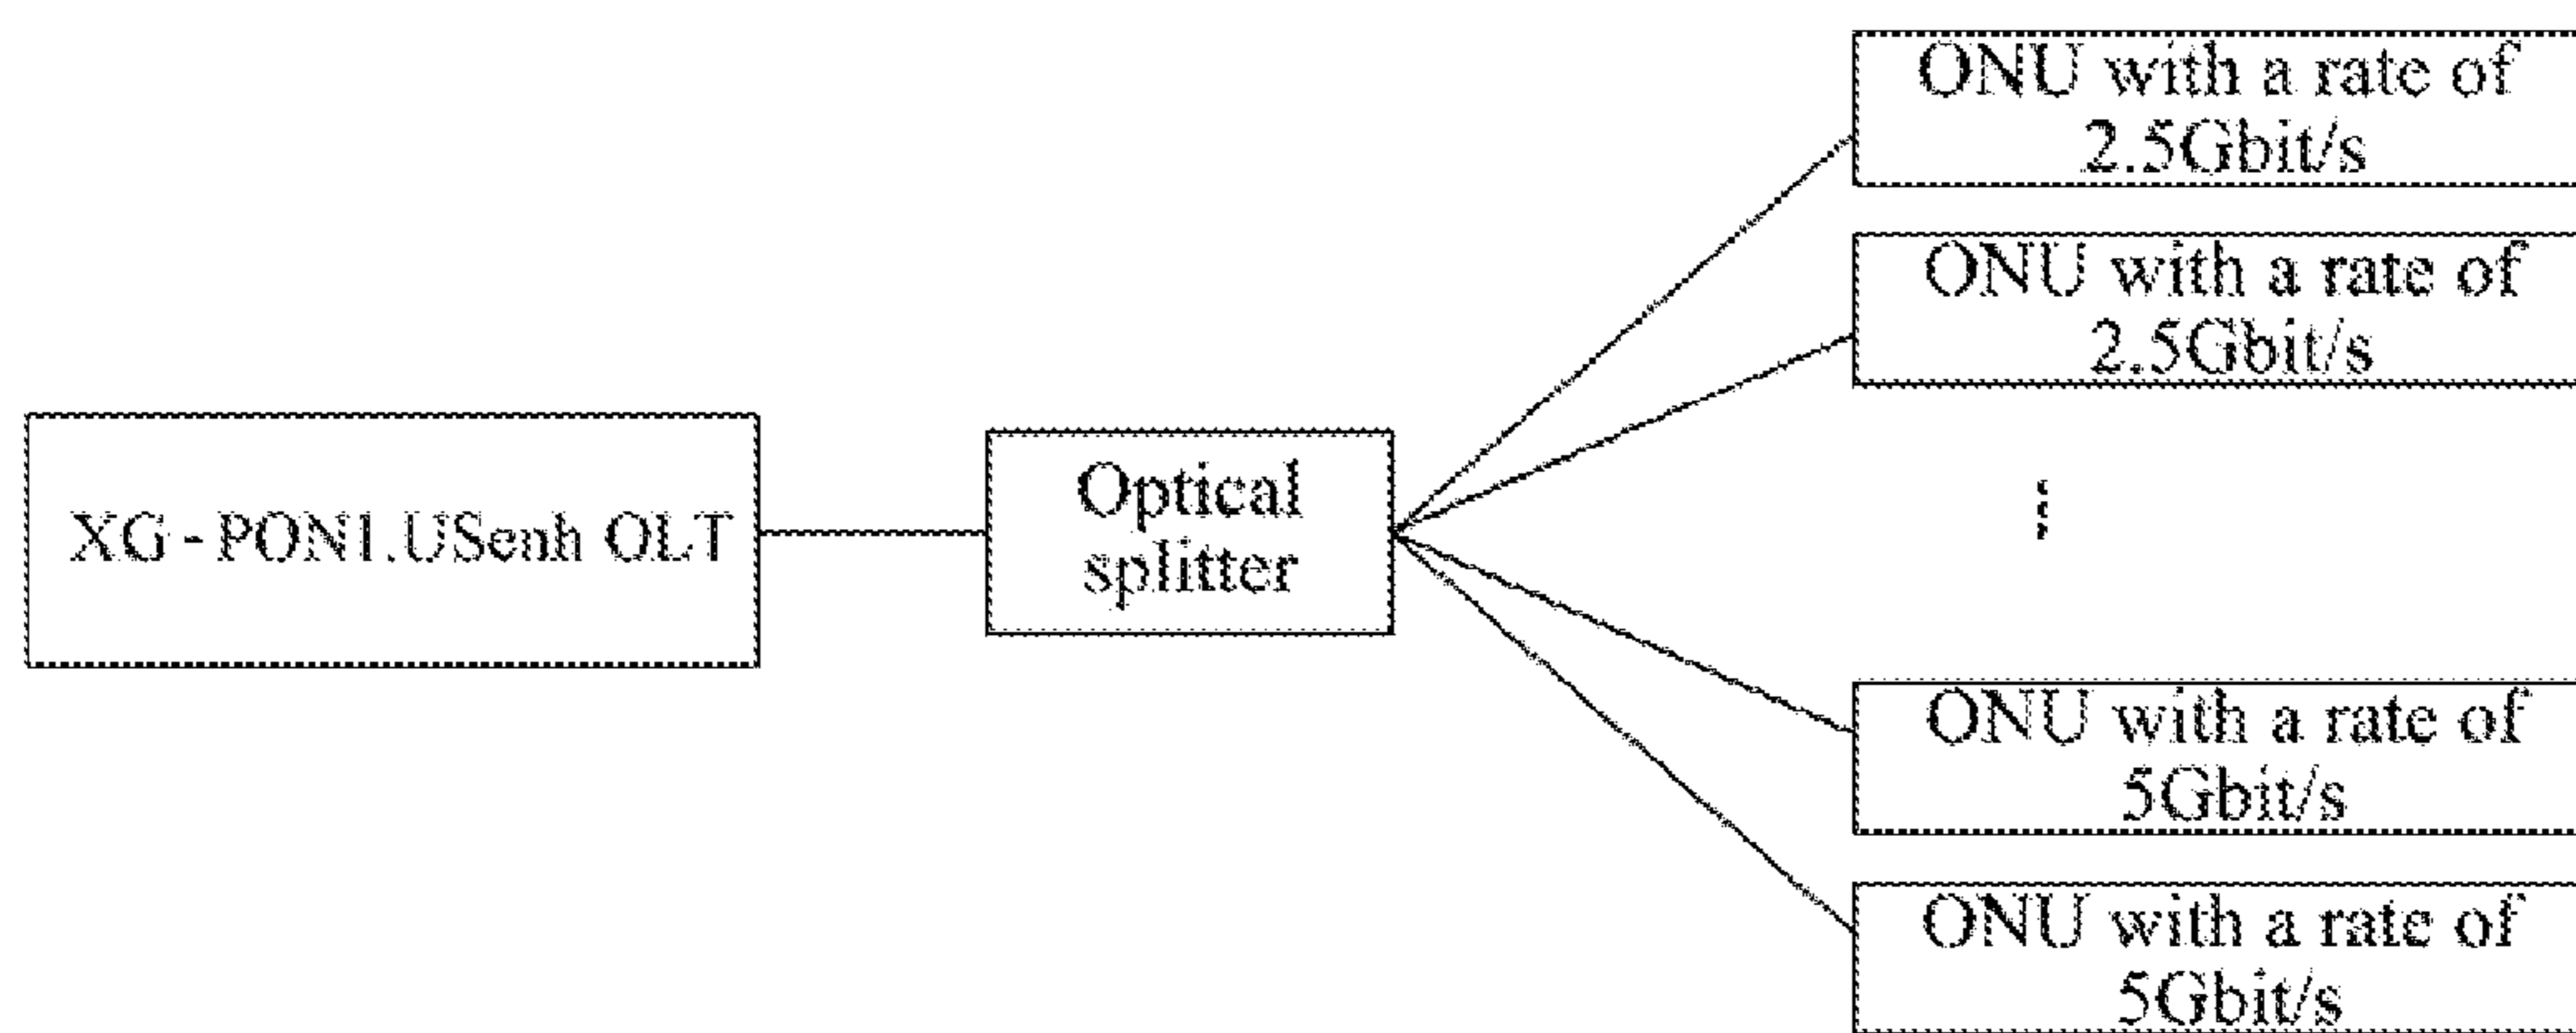 ONU with a rate of
2.5Gbit/s
ONU with a rate of
2.5Gbit/s
XG - PON1.USenh OLT
Optical
splitter
ONU with a rate of
5Gbit/s
ONU with a rate of
5Gbit/s